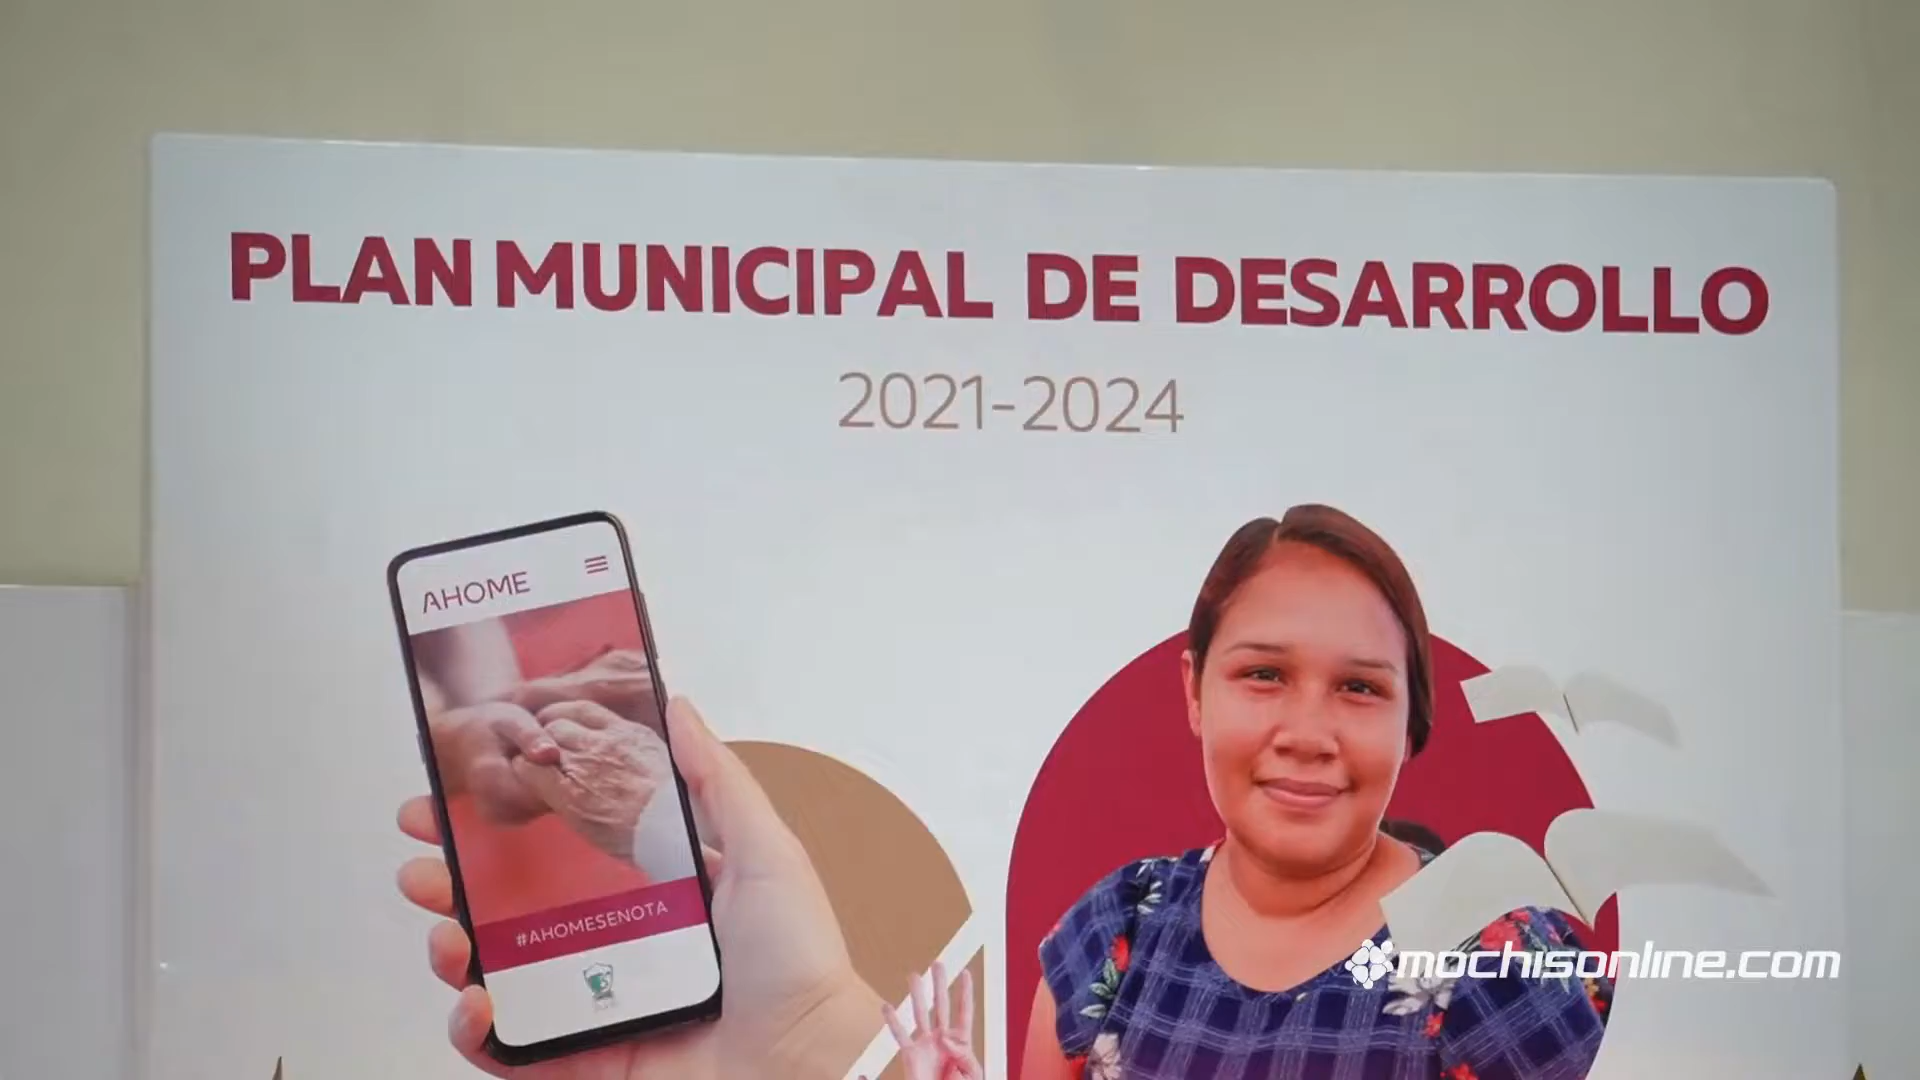 PLAN MUNICIPAL DE DESARROLLO
2021-2024
AHOME
#AHOMESENOTA
mochisonline.com